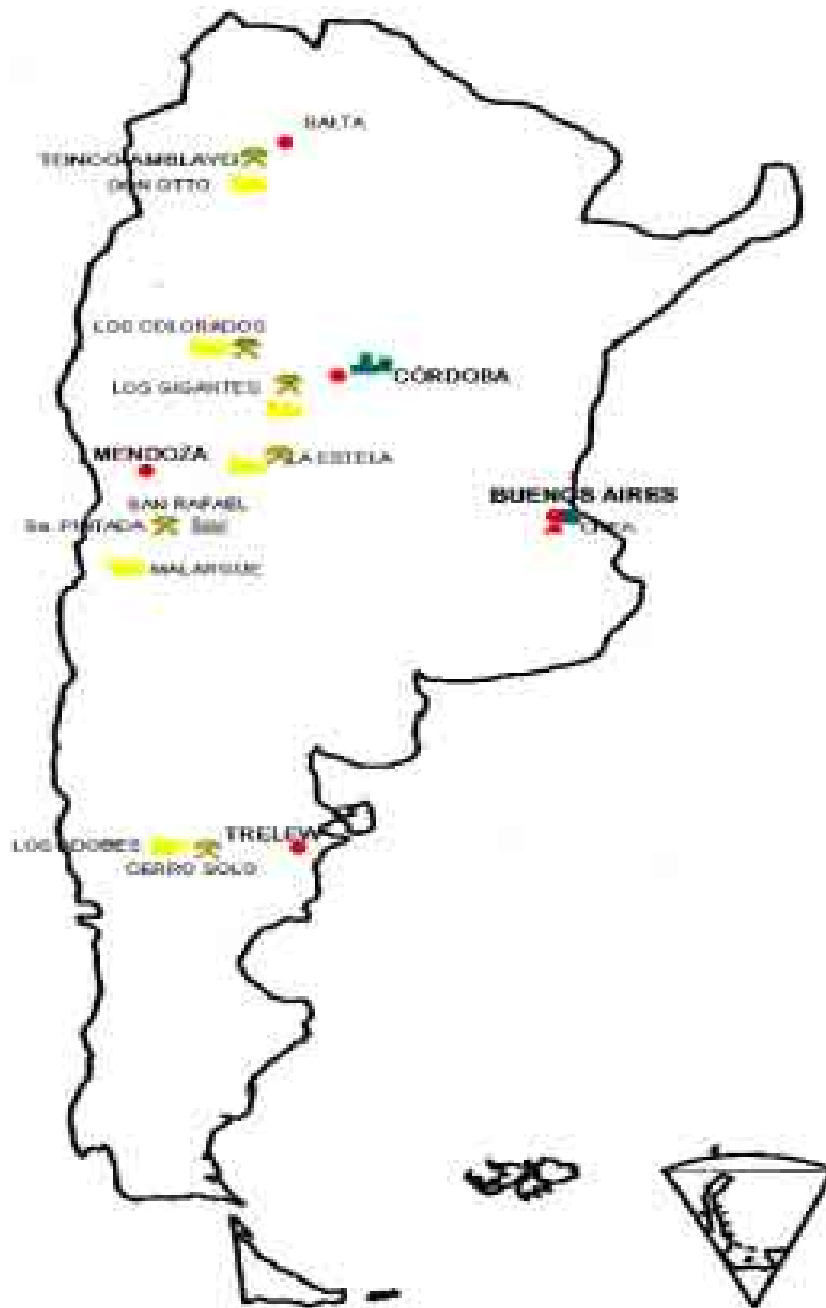 SALTA
TONCO-AMBLAYO
DON OTTO
LOS COLORADOS
CÓRDOBA
LOS GIGANTES
MENDOZA
LA ESTELA
BUENOS AIRES
SAN RAFAEL
Sa. PINTADA
MALARGUE
TRELEW
LOS ADOBES
CERRO SOLO